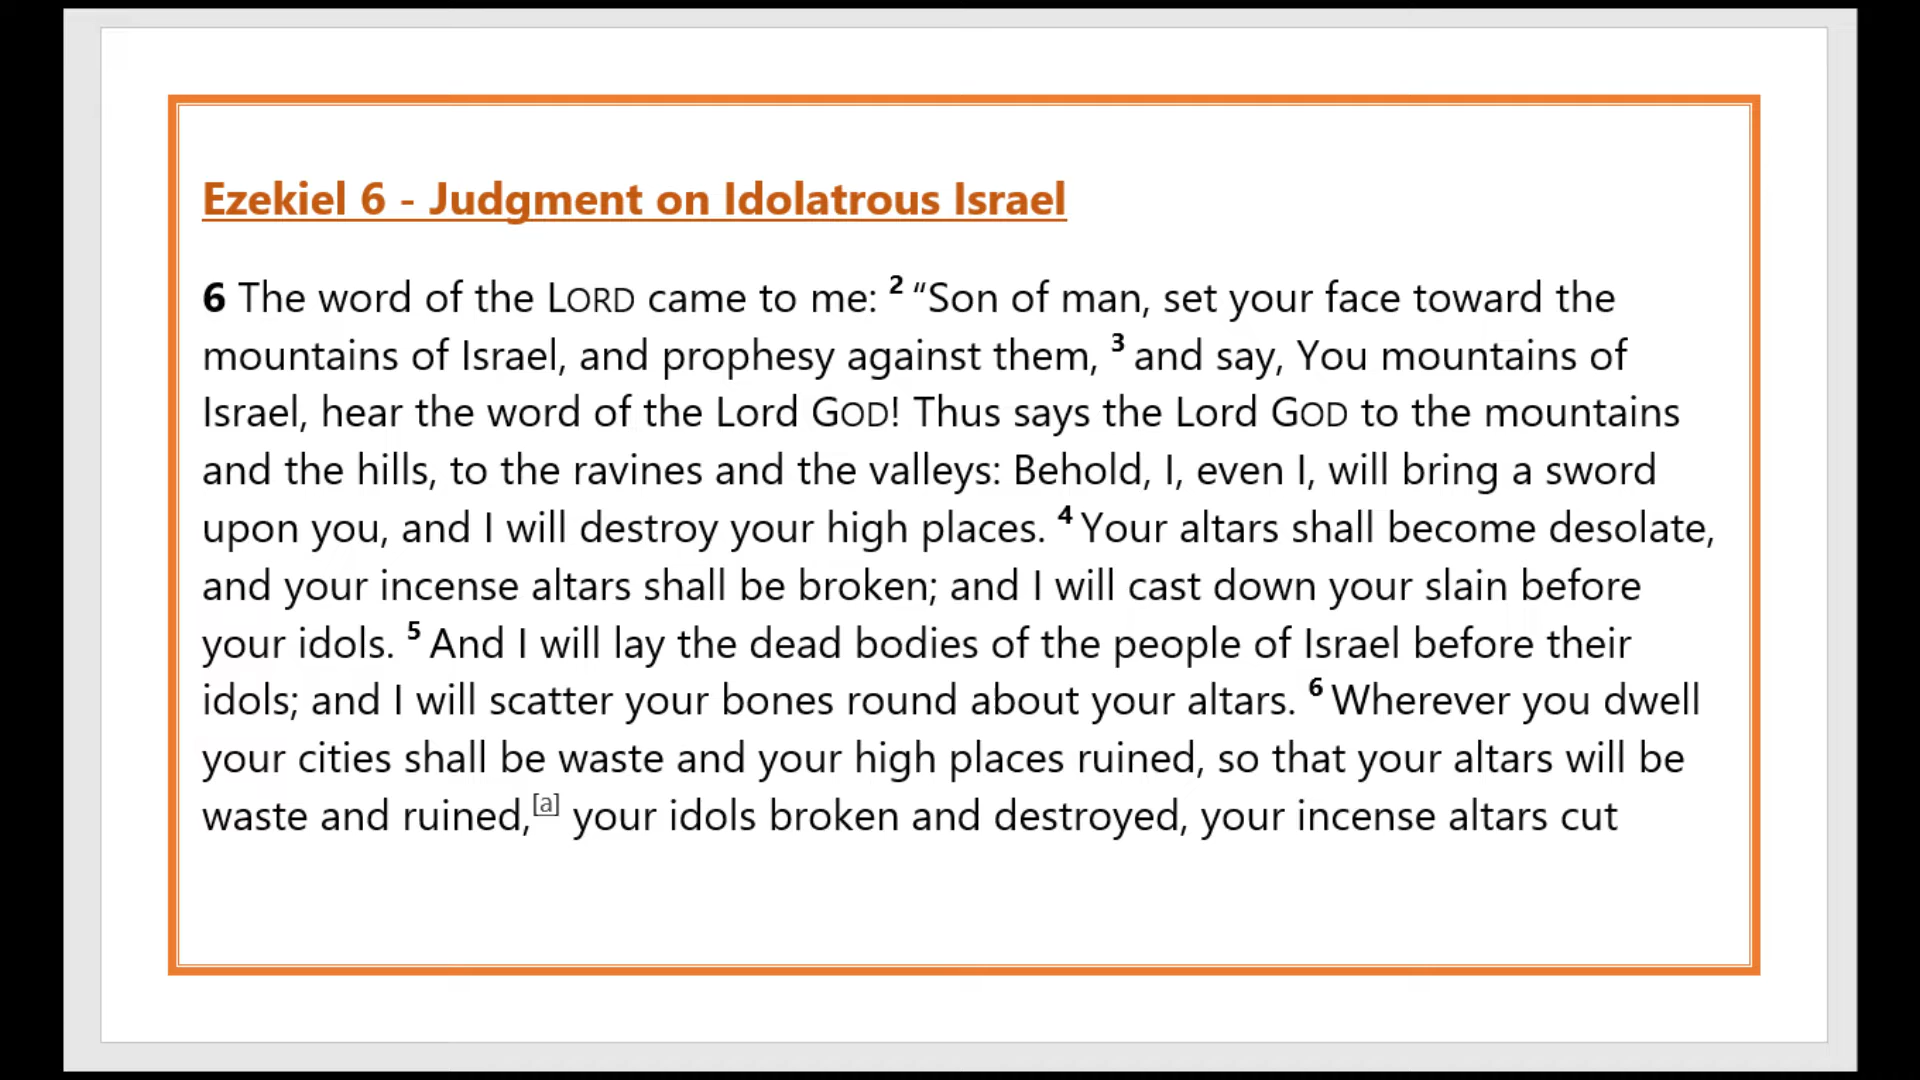 Ezekiel 6 - Judgment on Idolatrous Israel
6 The word of the LORD came to me: 2 “Son of man, set your face toward the
mountains of Israel, and prophesy against them, 3 and say, You mountains of
Israel, hear the word of the Lord GOD! Thus says the Lord GOD to the mountains
and the hills, to the ravines and the valleys: Behold, I, even I, will bring a sword
upon you, and I will destroy your high places. 4 Your altars shall become desolate,
and your incense altars shall be broken; and I will cast down your slain before
your idols. 5 And I will lay the dead bodies of the people of Israel before their
idols; and I will scatter your bones round about your altars. 6 Wherever you dwell
your cities shall be waste and your high places ruined, so that your altars will be
waste and ruined,[a] your idols broken and destroyed, your incense altars cut